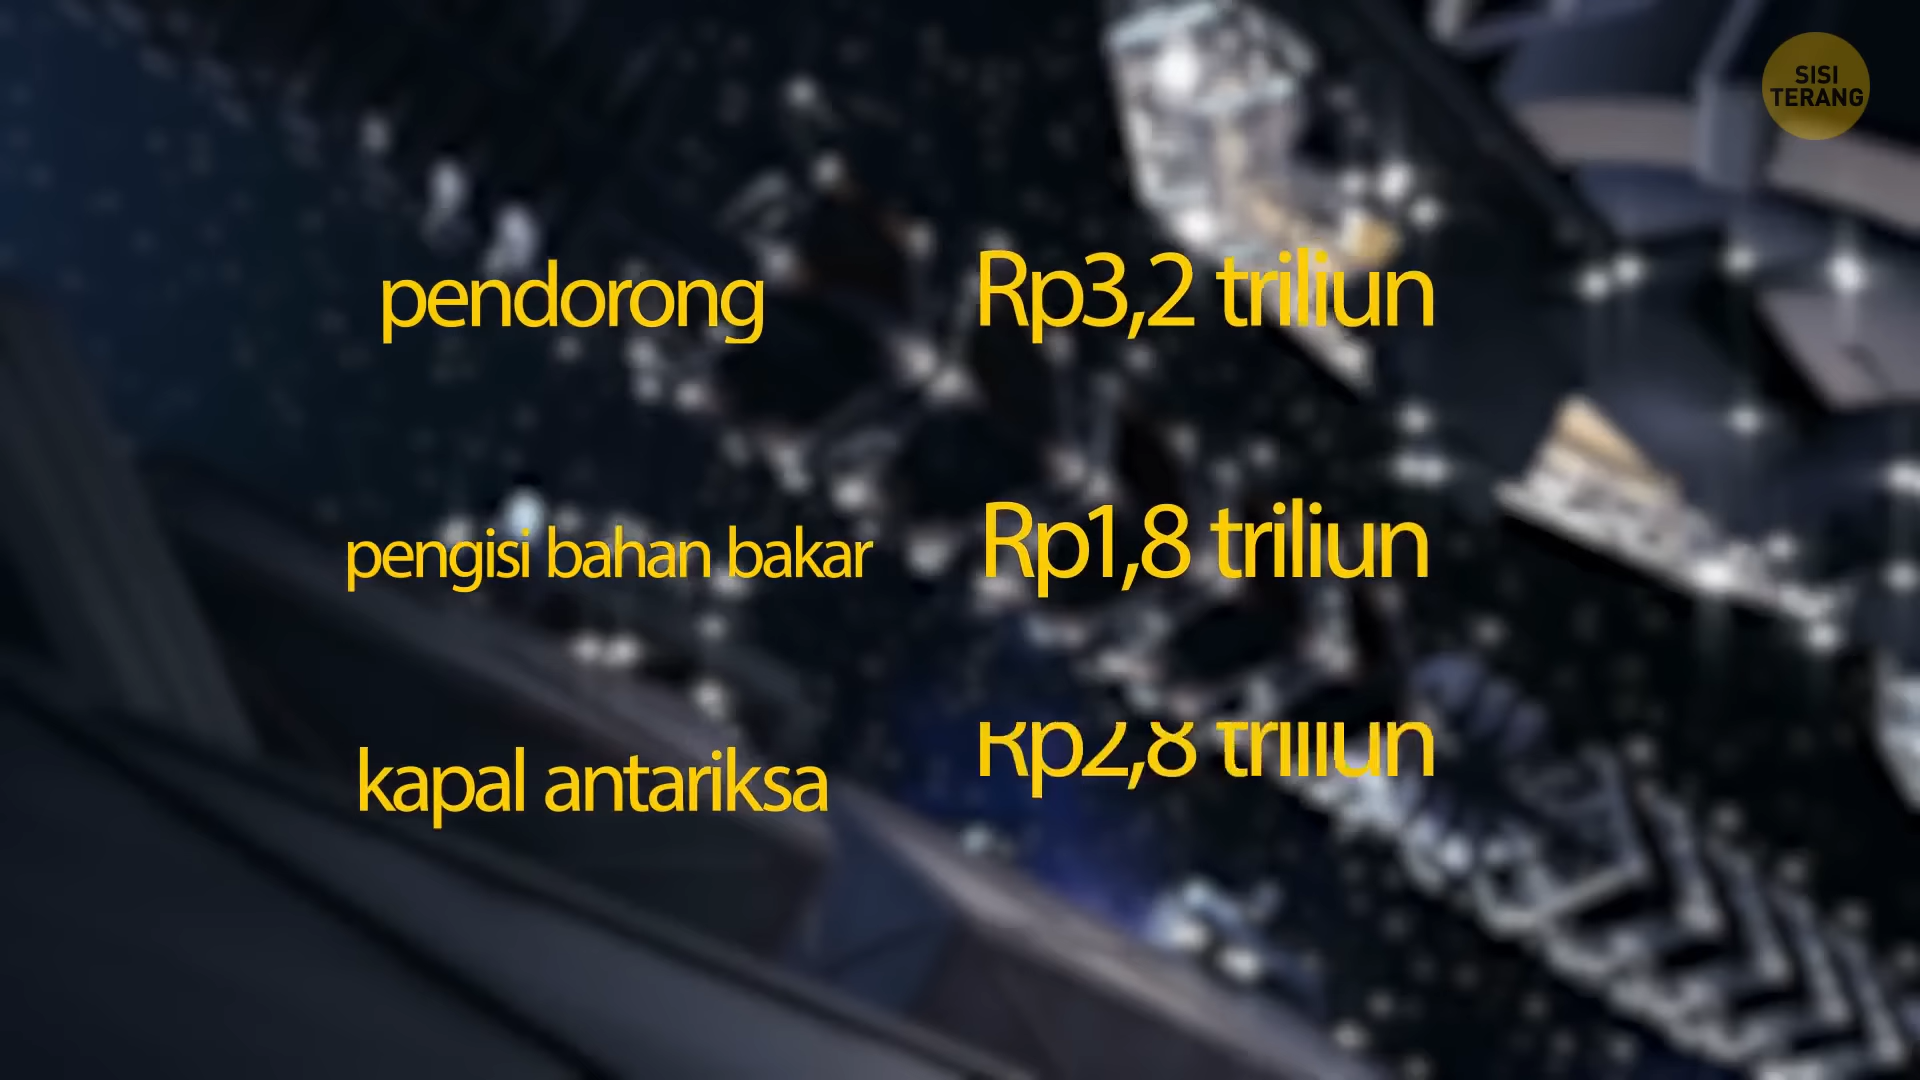 SISI
TERANG
pendorong Rp3,2 triliun
pengisi bahan bakar Rp1,8 triliun
kapal antariksa Rp2,8 triliun